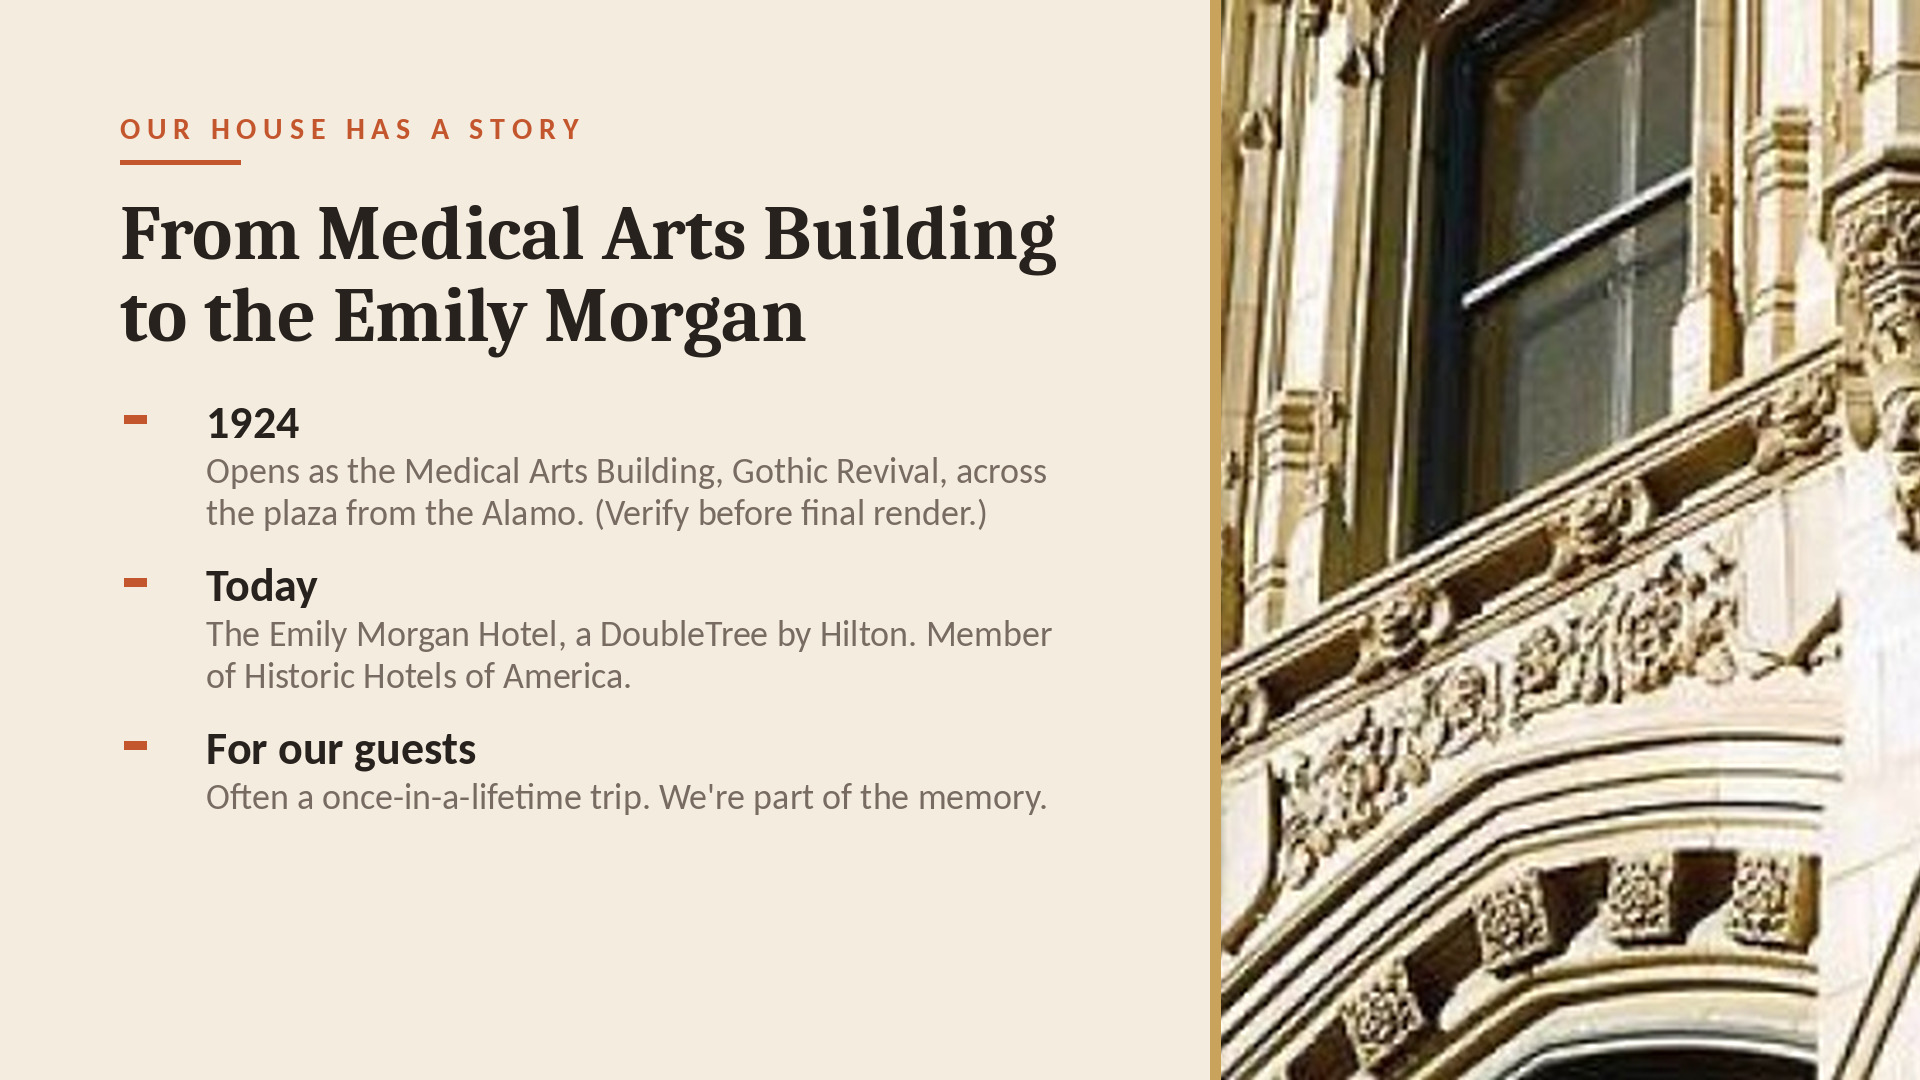 OUR HOUSE HAS A STORY
From Medical Arts Building
to the Emily Morgan
1924
Opens as the Medical Arts Building, Gothic Revival, across
the plaza from the Alamo. (Verify before final render.)
Today
The Emily Morgan Hotel, a DoubleTree by Hilton. Member
of Historic Hotels of America.
For our guests
Often a once-in-a-lifetime trip. We're part of the memory.